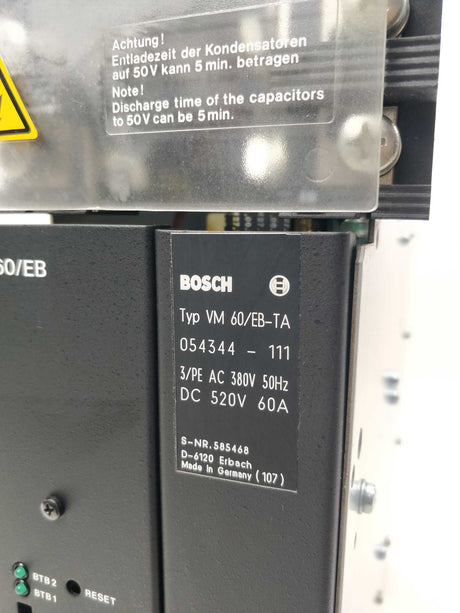 Achtung!
Entladezeit der Kondensatoren
auf 50V kann 5 min. betragen
Note!
Discharge time of the capacitors
to 50V can be 5min.
60/EB
BOSCH
Typ VM 60/EB-TA
054344 - 111
3/PE AC 380V 50Hz
DC 520V 60A
S-NR.585468
D-6120 Erbach
Made in Germany (107)
BTB2
BTB1
RESET